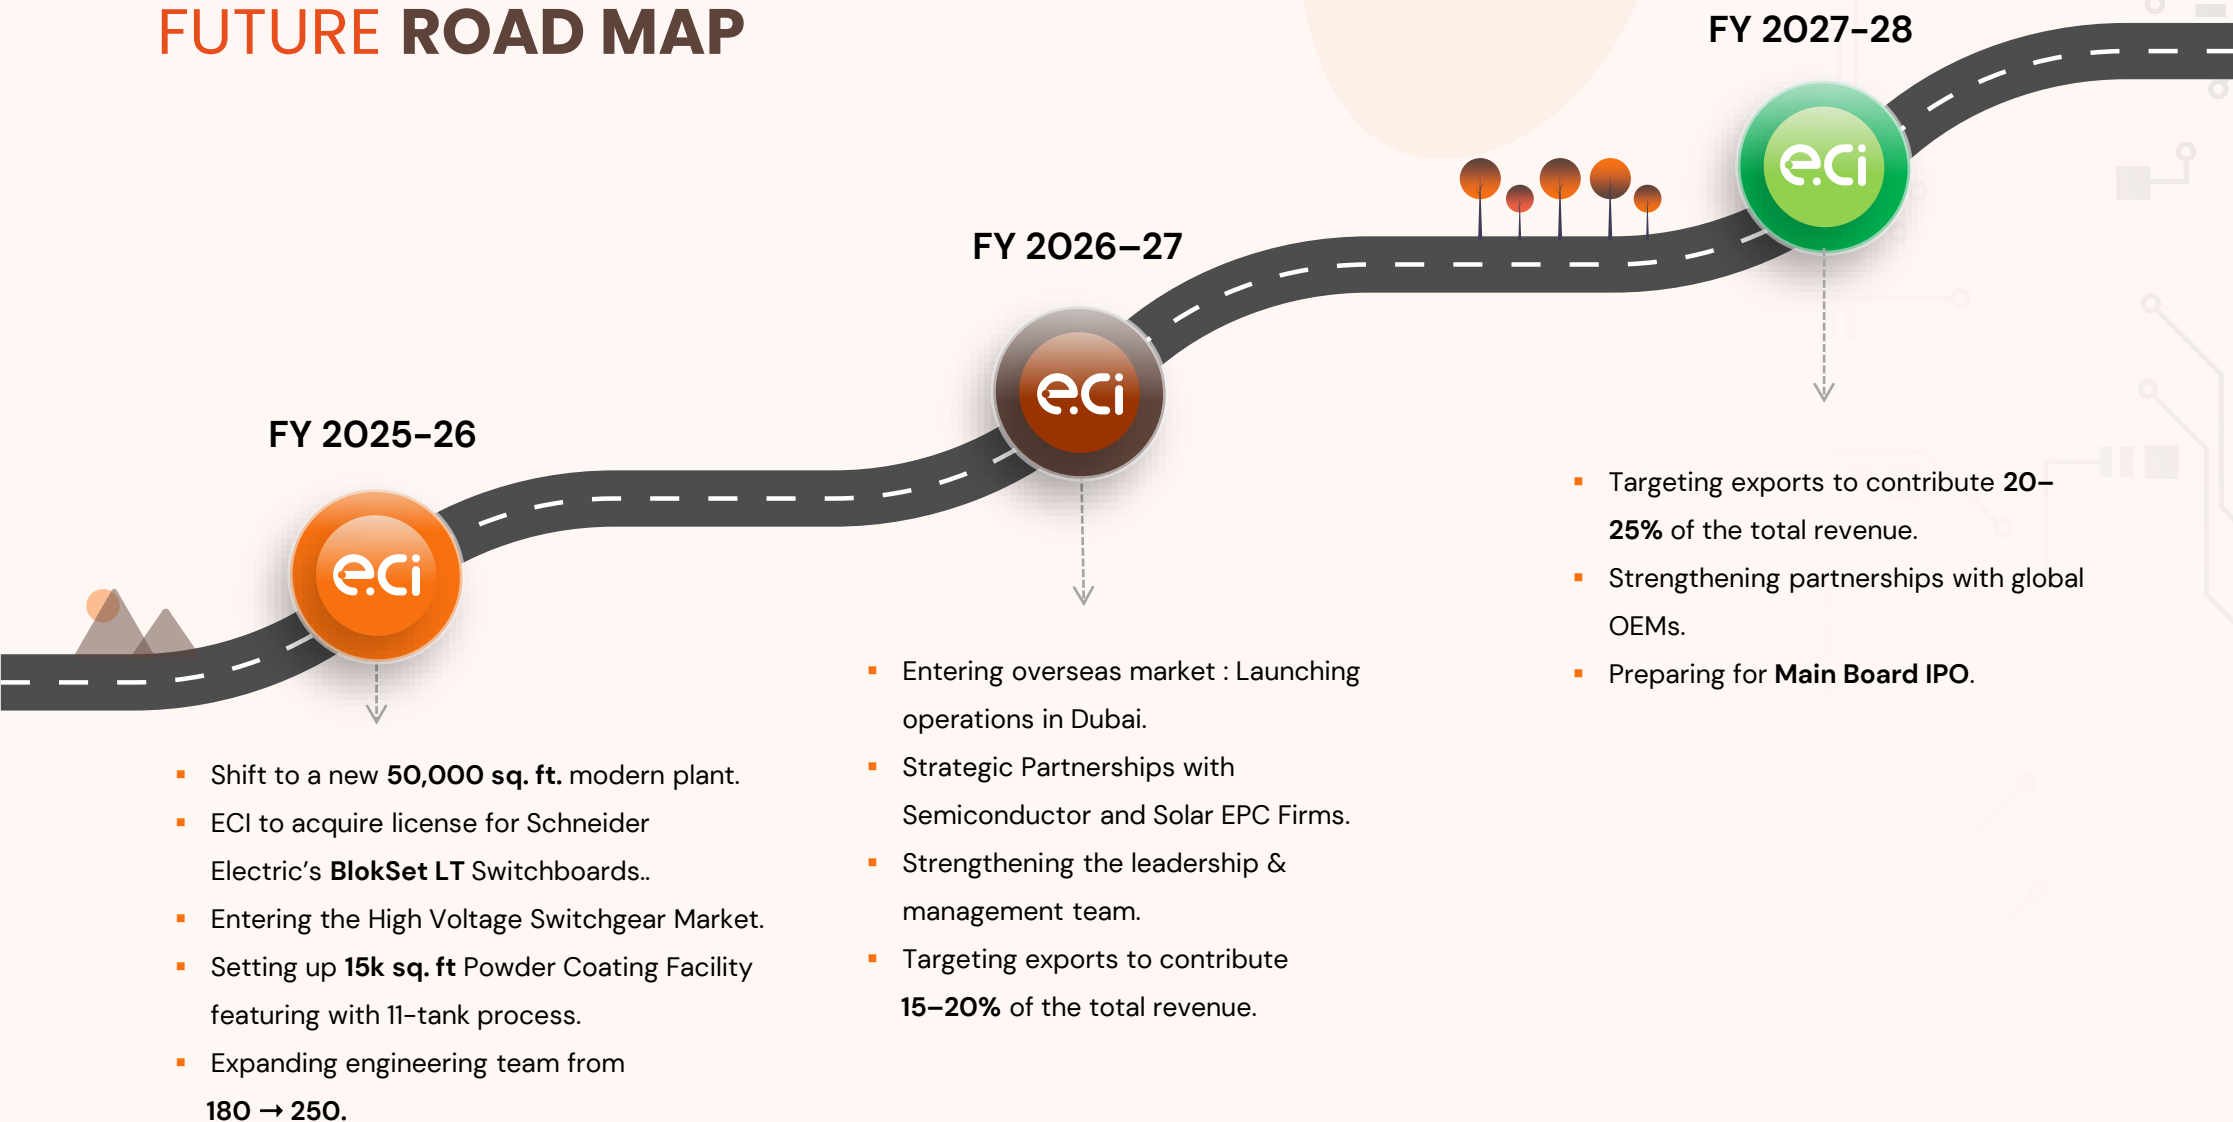 FUTURE ROAD MAP
FY 2025-26
e.ci
Shift to a new 50,000 sq. ft. modern plant.
ECI to acquire license for Schneider
Electric’s BlokSet LT Switchboards..
Entering the High Voltage Switchgear Market.
Setting up 15k sq. ft Powder Coating Facility
featuring with 11-tank process.
Expanding engineering team from
180 → 250.
FY 2026–27
e.ci
Entering overseas market : Launching
operations in Dubai.
Strategic Partnerships with
Semiconductor and Solar EPC Firms.
Strengthening the leadership &
management team.
Targeting exports to contribute
15–20% of the total revenue.
FY 2027-28
e.ci
Targeting exports to contribute 20–
25% of the total revenue.
Strengthening partnerships with global
OEMs.
Preparing for Main Board IPO.